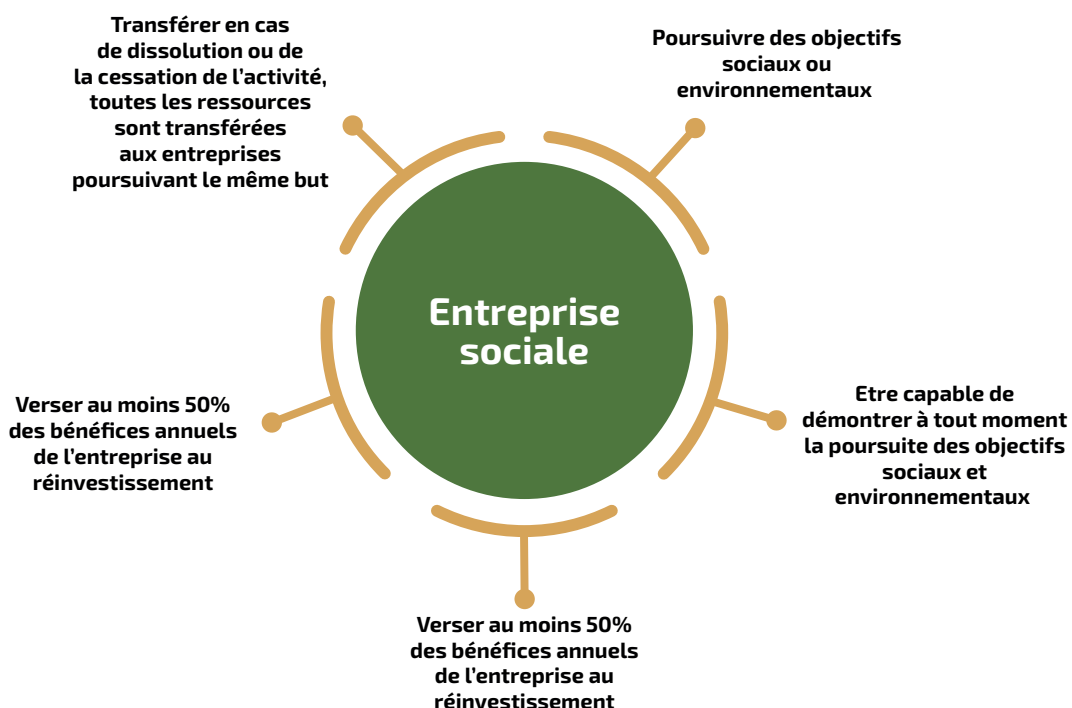 Transférer en cas
de dissolution ou de
la cessation de l'activité,
toutes les ressources
sont transférées
aux entreprises
poursuivant le même but
Poursuivre des objectifs
sociaux ou
environnementaux
Entreprise
sociale
Etre capable de
démontrer à tout moment
la poursuite des objectifs
sociaux et
environnementaux
Verser au moins 50%
des bénéfices annuels
de l'entreprise au
réinvestissement
Verser au moins 50%
des bénéfices annuels
de l'entreprise au
réinvestissement